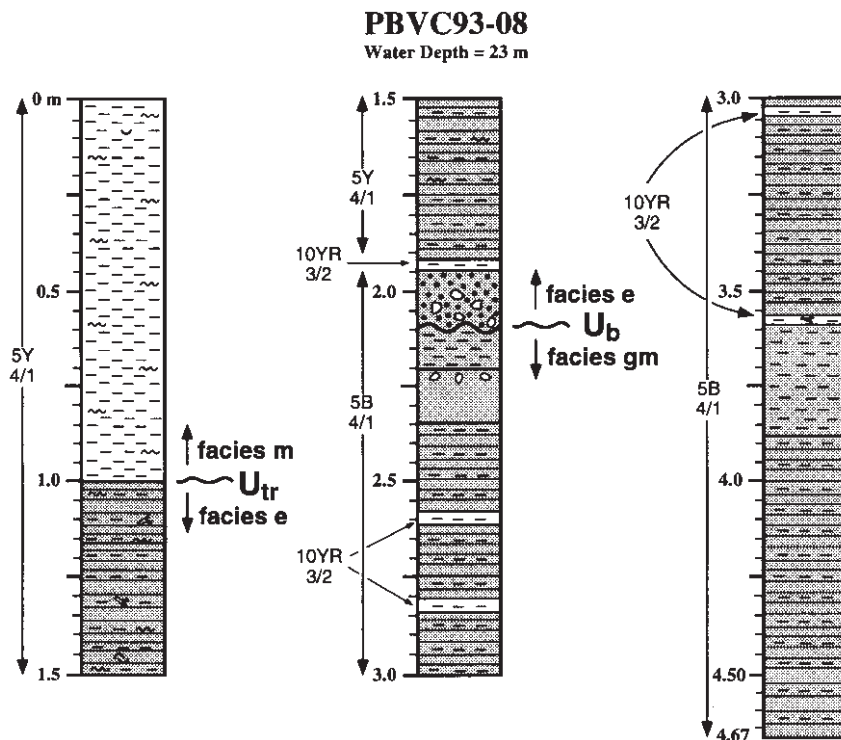 PBVC93-08
Water Depth = 23 m
0 m
0.5
1.0
1.5
5Y
4/1
facies m
U_tr
facies e
1.5
2.0
2.5
3.0
5Y
4/1
10YR
3/2
5B
4/1
10YR
3/2
facies e
U_b
facies gm
3.0
3.5
4.0
4.50
4.67
10YR
3/2
5B
4/1